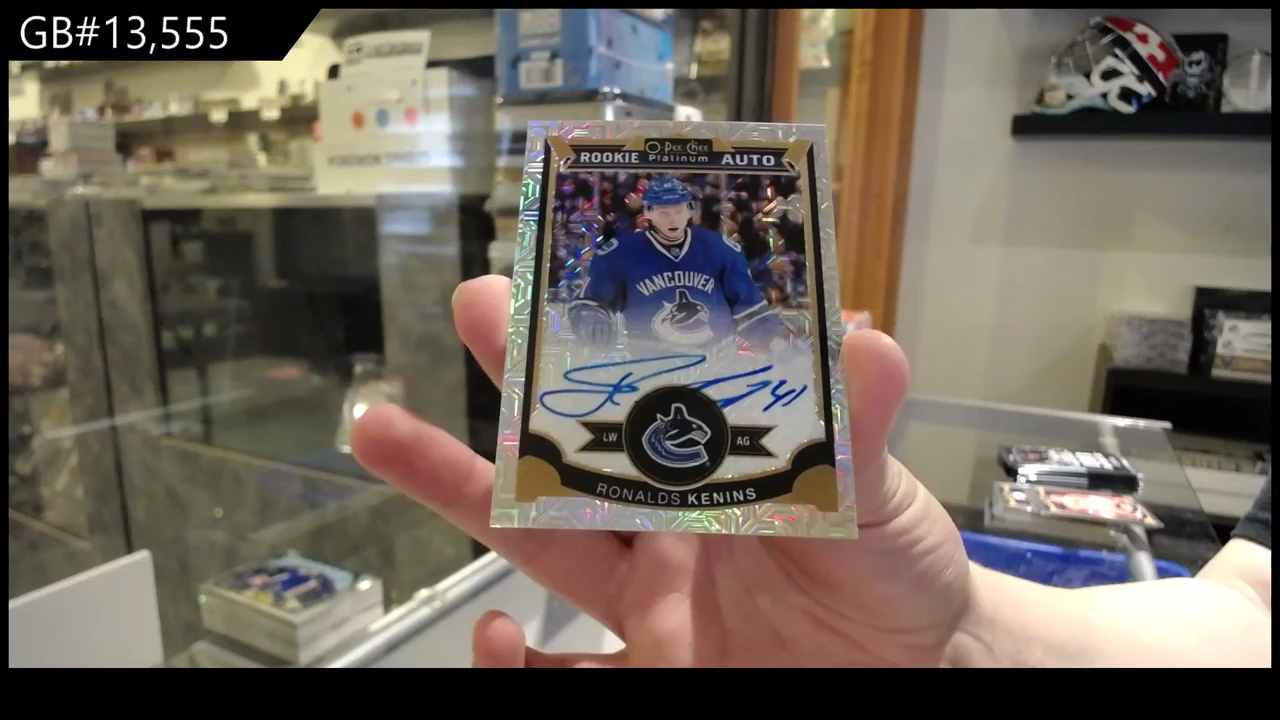 GB#13,555
O-Pee-Chee
ROOKIE Platinum AUTO
VANCOUVER
41
LW AG
RONALDS KENINS